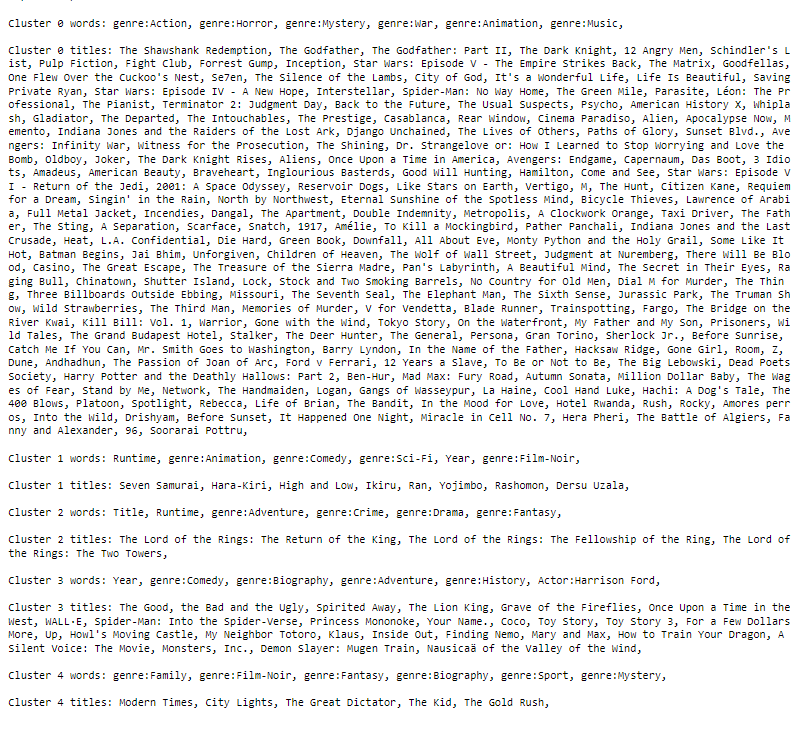 Cluster 0 words: genre:Action, genre:Horror, genre:Mystery, genre:War, genre:Animation, genre:Music,
Cluster 0 titles: The Shawshank Redemption, The Godfather, The Godfather: Part II, The Dark Knight, 12 Angry Men, Schindler's L
ist, Pulp Fiction, Fight Club, Forrest Gump, Inception, Star Wars: Episode V - The Empire Strikes Back, The Matrix, Goodfellas,
One Flew Over the Cuckoo's Nest, Se7en, The Silence of the Lambs, City of God, It's a Wonderful Life, Life Is Beautiful, Saving
Private Ryan, Star Wars: Episode IV - A New Hope, Interstellar, Spider-Man: No Way Home, The Green Mile, Parasite, Léon: The Pr
ofessional, The Pianist, Terminator 2: Judgment Day, Back to the Future, The Usual Suspects, Psycho, American History X, Whipla
sh, Gladiator, The Departed, The Intouchables, The Prestige, Casablanca, Rear Window, Cinema Paradiso, Alien, Apocalypse Now, M
emento, Indiana Jones and the Raiders of the Lost Ark, Django Unchained, The Lives of Others, Paths of Glory, Sunset Blvd., Ave
ngers: Infinity War, Witness for the Prosecution, The Shining, Dr. Strangelove or: How I Learned to Stop Worrying and Love the
Bomb, Oldboy, Joker, The Dark Knight Rises, Aliens, Once Upon a Time in America, Avengers: Endgame, Capernaum, Das Boot, 3 Idio
ts, Amadeus, American Beauty, Braveheart, Inglourious Basterds, Good Will Hunting, Hamilton, Come and See, Star Wars: Episode V
I - Return of the Jedi, 2001: A Space Odyssey, Reservoir Dogs, Like Stars on Earth, Vertigo, M, The Hunt, Citizen Kane, Requiem
for a Dream, Singin' in the Rain, North by Northwest, Eternal Sunshine of the Spotless Mind, Bicycle Thieves, Lawrence of Arabi
a, Full Metal Jacket, Incendies, Dangal, The Apartment, Double Indemnity, Metropolis, A Clockwork Orange, Taxi Driver, The Fath
er, The Sting, A Separation, Scarface, Snatch, 1917, Amélie, To Kill a Mockingbird, Pather Panchali, Indiana Jones and the Last
Crusade, Heat, L.A. Confidential, Die Hard, Green Book, Downfall, All About Eve, Monty Python and the Holy Grail, Some Like It
Hot, Batman Begins, Jai Bhim, Unforgiven, Children of Heaven, The Wolf of Wall Street, Judgment at Nuremberg, There Will Be Blo
od, Casino, The Great Escape, The Treasure of the Sierra Madre, Pan's Labyrinth, A Beautiful Mind, The Secret in Their Eyes, Ra
ging Bull, Chinatown, Shutter Island, Lock, Stock and Two Smoking Barrels, No Country for Old Men, Dial M for Murder, The Thin
g, Three Billboards Outside Ebbing, Missouri, The Seventh Seal, The Elephant Man, The Sixth Sense, Jurassic Park, The Truman Sh
ow, Wild Strawberries, The Third Man, Memories of Murder, V for Vendetta, Blade Runner, Trainspotting, Fargo, The Bridge on the
River Kwai, Kill Bill: Vol. 1, Warrior, Gone with the Wind, Tokyo Story, On the Waterfront, My Father and My Son, Prisoners, Wi
ld Tales, The Grand Budapest Hotel, Stalker, The Deer Hunter, The General, Persona, Gran Torino, Sherlock Jr., Before Sunrise,
Catch Me If You Can, Mr. Smith Goes to Washington, Barry Lyndon, In the Name of the Father, Hacksaw Ridge, Gone Girl, Room, Z,
Dune, Andhadhun, The Passion of Joan of Arc, Ford v Ferrari, 12 Years a Slave, To Be or Not to Be, The Big Lebowski, Dead Poets
Society, Harry Potter and the Deathly Hallows: Part 2, Ben-Hur, Mad Max: Fury Road, Autumn Sonata, Million Dollar Baby, The Wag
es of Fear, Stand by Me, Network, The Handmaiden, Logan, Gangs of Wasseypur, La Haine, Cool Hand Luke, Hachi: A Dog's Tale, The
400 Blows, Platoon, Spotlight, Rebecca, Life of Brian, The Bandit, In the Mood for Love, Hotel Rwanda, Rush, Rocky, Amores perr
os, Into the Wild, Drishyam, Before Sunset, It Happened One Night, Miracle in Cell No. 7, Hera Pheri, The Battle of Algiers, Fa
nny and Alexander, 96, Soorarai Pottru,
Cluster 1 words: Runtime, genre:Animation, genre:Comedy, genre:Sci-Fi, Year, genre:Film-Noir,
Cluster 1 titles: Seven Samurai, Hara-Kiri, High and Low, Ikiru, Ran, Yojimbo, Rashomon, Dersu Uzala,
Cluster 2 words: Title, Runtime, genre:Adventure, genre:Crime, genre:Drama, genre:Fantasy,
Cluster 2 titles: The Lord of the Rings: The Return of the King, The Lord of the Rings: The Fellowship of the Ring, The Lord of
the Rings: The Two Towers,
Cluster 3 words: Year, genre:Comedy, genre:Biography, genre:Adventure, genre:History, Actor:Harrison Ford,
Cluster 3 titles: The Good, the Bad and the Ugly, Spirited Away, The Lion King, Grave of the Fireflies, Once Upon a Time in the
West, WALL·E, Spider-Man: Into the Spider-Verse, Princess Mononoke, Your Name., Coco, Toy Story, Toy Story 3, For a Few Dollars
More, Up, Howl's Moving Castle, My Neighbor Totoro, Klaus, Inside Out, Finding Nemo, Mary and Max, How to Train Your Dragon, A
Silent Voice: The Movie, Monsters, Inc., Demon Slayer: Mugen Train, Nausicaä of the Valley of the Wind,
Cluster 4 words: genre:Family, genre:Film-Noir, genre:Fantasy, genre:Biography, genre:Sport, genre:Mystery,
Cluster 4 titles: Modern Times, City Lights, The Great Dictator, The Kid, The Gold Rush,